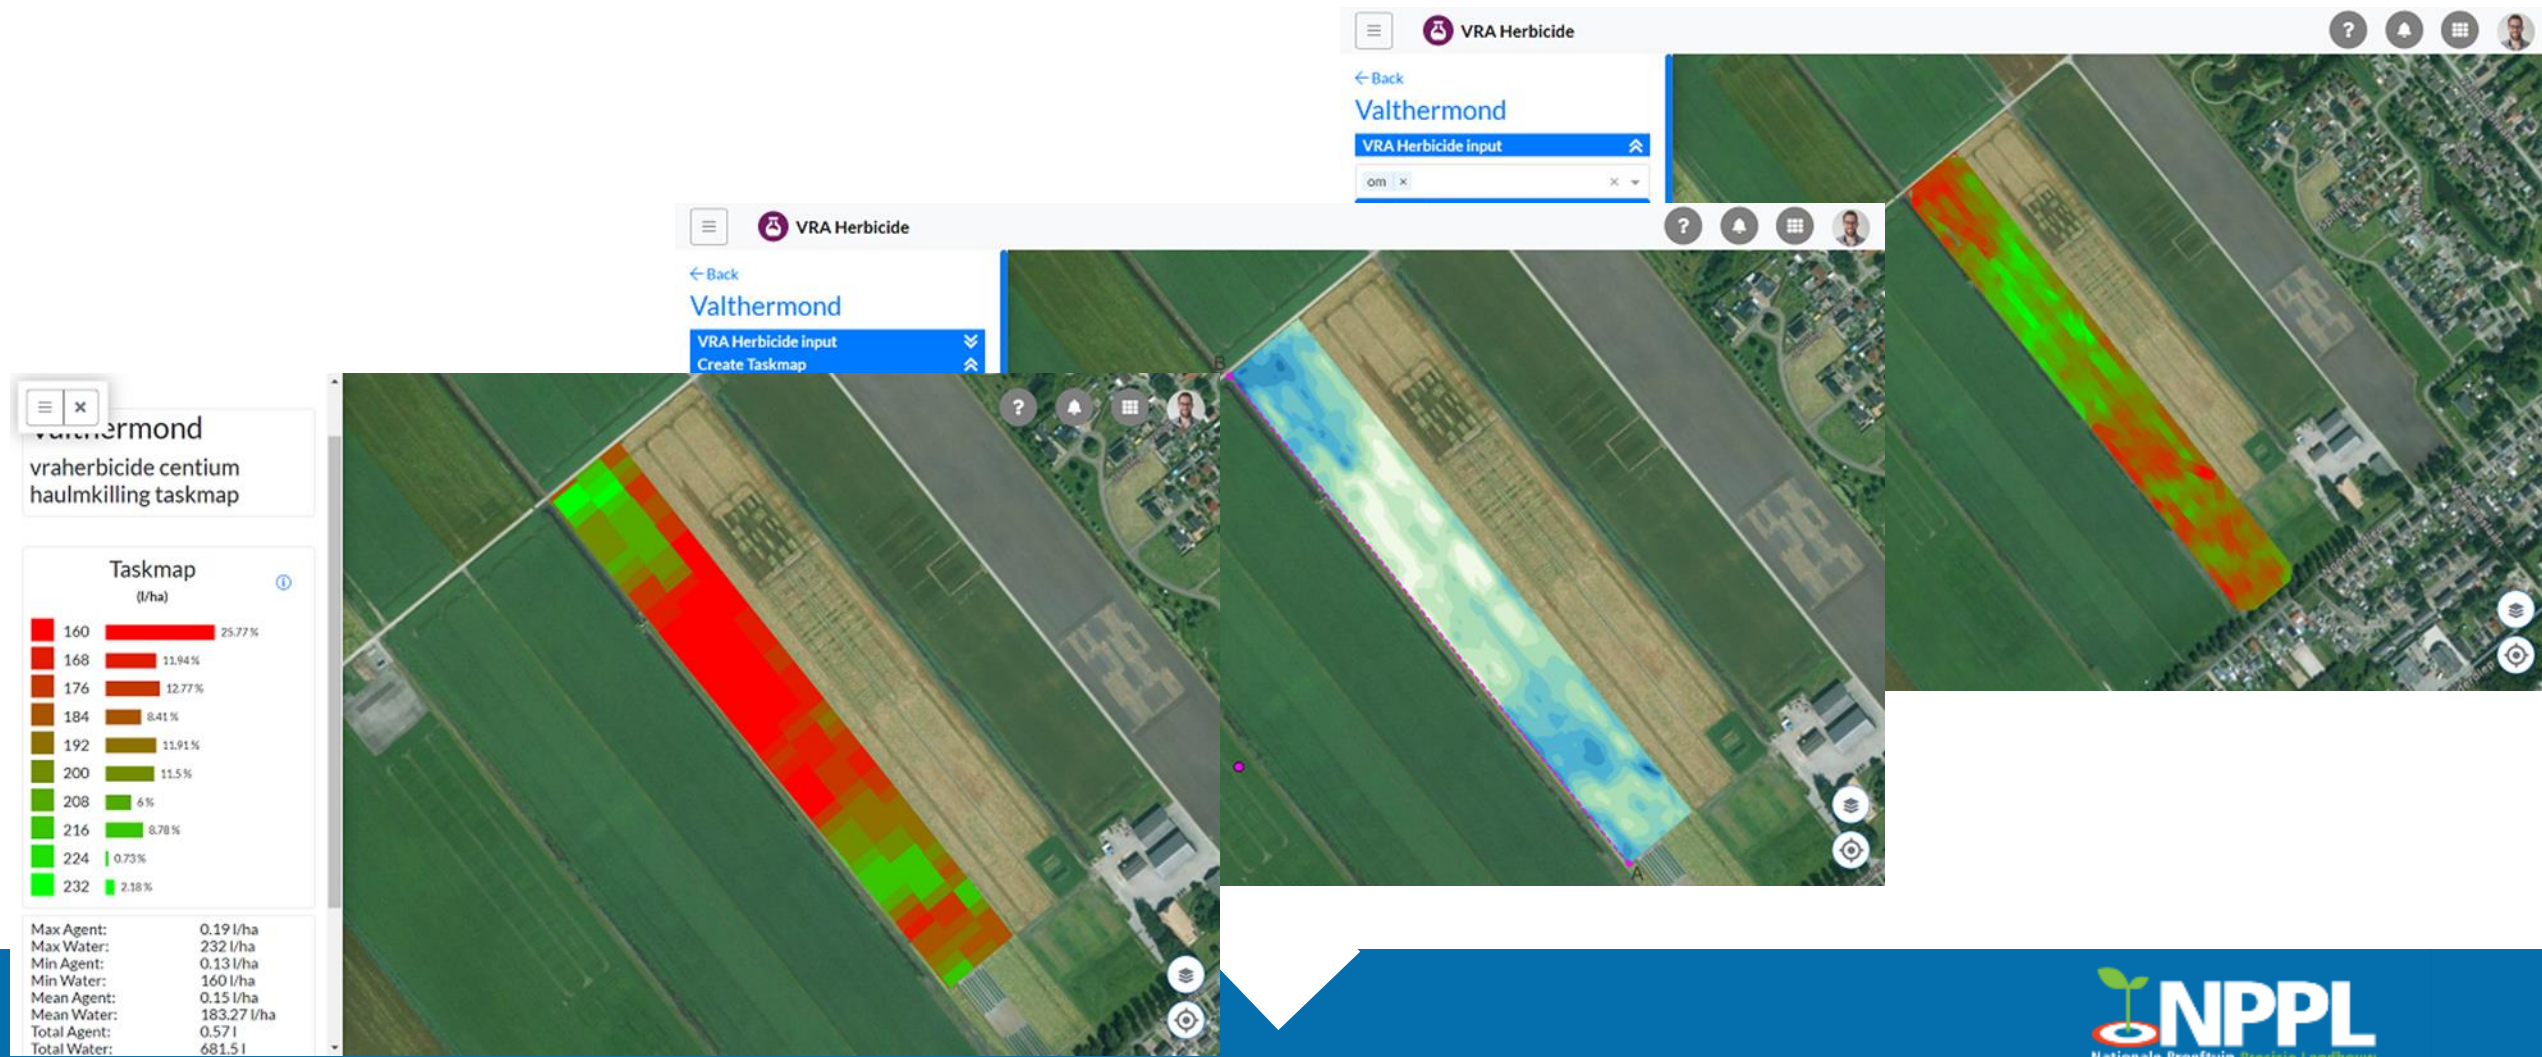 VRA Herbicide
Back
Valthermond
VRA Herbicide input
om
VRA Herbicide
Back
Valthermond
VRA Herbicide input
Create Taskmap
B
A
vraherbicide centium
haulmkilling taskmap
Taskmap
(l/ha)
160 25.77%
168 11.94%
176 12.77%
184 8.41%
192 11.91%
200 11.5%
208 6%
216 8.78%
224 0.73%
232 2.18%
Max Agent: 0.19 l/ha
Max Water: 232 l/ha
Min Agent: 0.13 l/ha
Min Water: 160 l/ha
Mean Agent: 0.15 l/ha
Mean Water: 183.27 l/ha
Total Agent: 0.57 l
Total Water: 681.5 l
NPPL